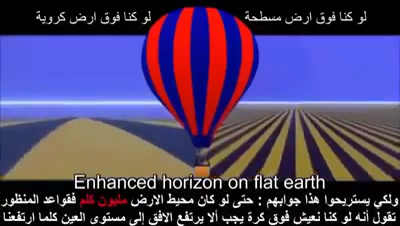 لو كنا فوق ارض مسطحة
لو كنا فوق ارض كروية
Enhanced horizon on flat earth
ولكي يستريحوا هذا جوابهم : حتى لو كان محيط الارض مليون كلم فقواعد المنظور
تقول أنه لو كنا نعيش فوق كرة يجب ألا يرتفع الافق إلى مستوى العين كلما ارتفعنا